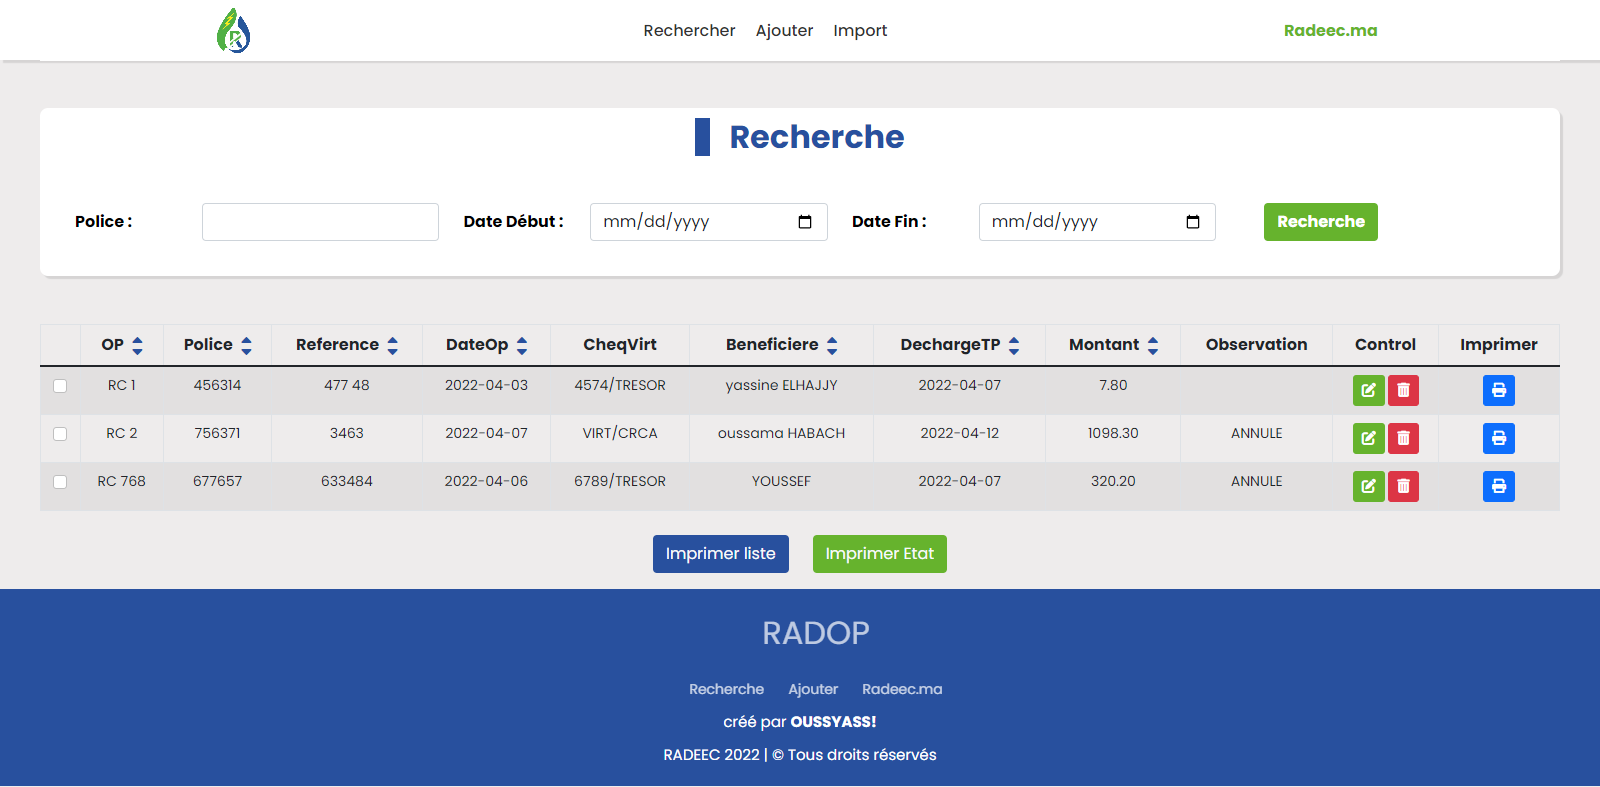 Rechercher Ajouter Import Radeec.ma
Recherche
Police : Date Début : mm/dd/yyyy Date Fin : mm/dd/yyyy Recherche
OP Police Reference DateOp CheqVirt Beneficiere DechargeTP Montant Observation Control Imprimer
RC 1 456314 477 48 2022-04-03 4574/TRESOR yassine ELHAJJY 2022-04-07 7.80
RC 2 756371 3463 2022-04-07 VIRT/CRCA oussama HABACH 2022-04-12 1098.30 ANNULE
RC 768 677657 633484 2022-04-06 6789/TRESOR YOUSSEF 2022-04-07 320.20 ANNULE
Imprimer liste Imprimer Etat
RADOP
Recherche Ajouter Radeec.ma
créé par OUSSYASS!
RADEEC 2022 | © Tous droits réservés